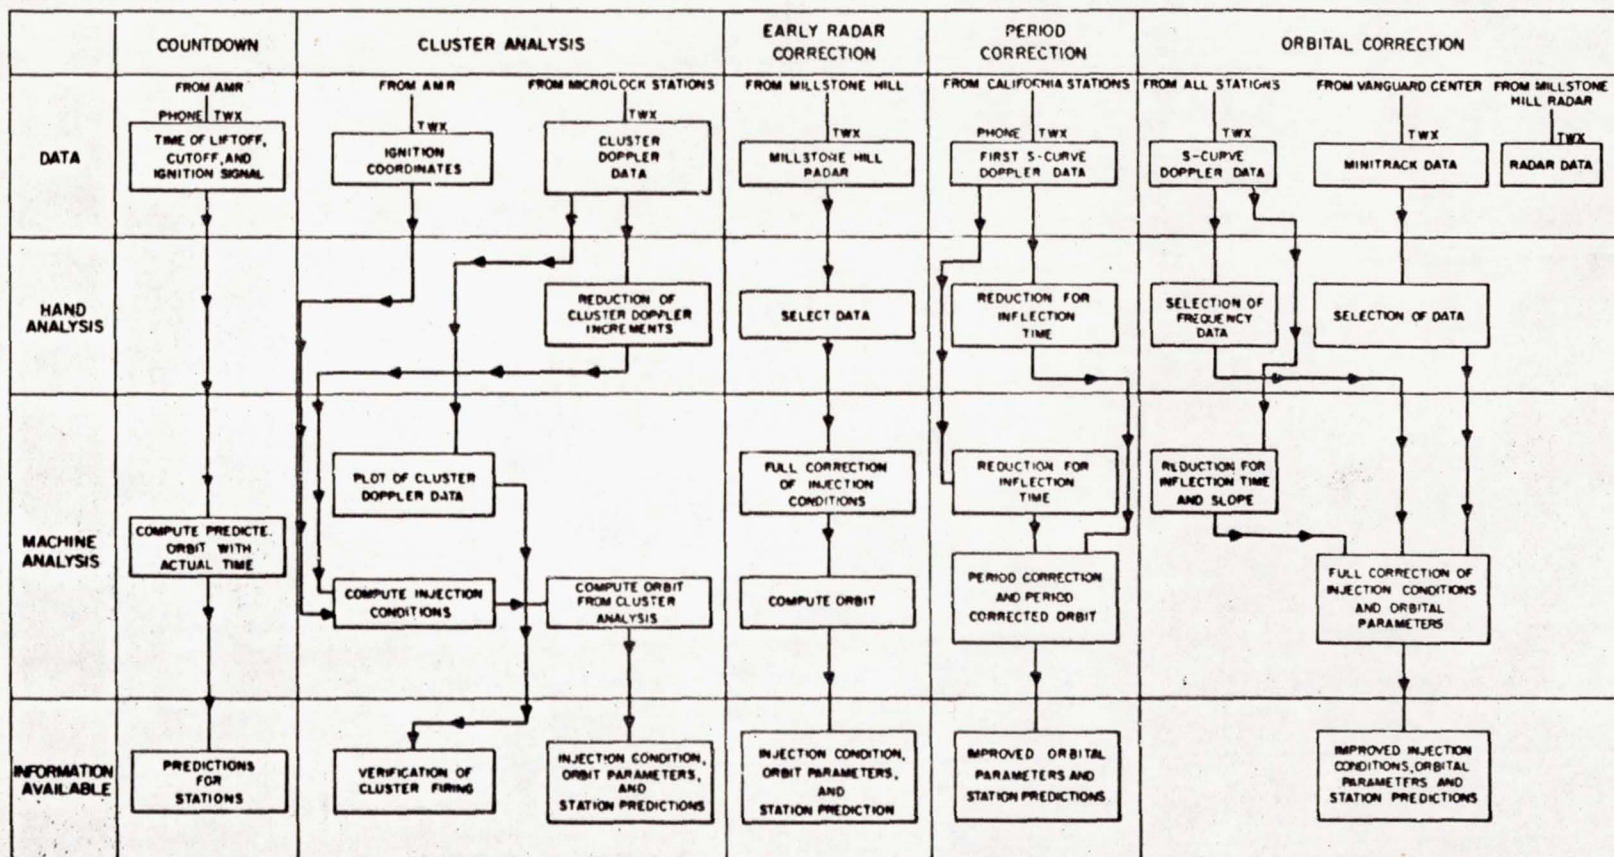 COUNTDOWN
CLUSTER ANALYSIS
EARLY RADAR
CORRECTION
PERIOD
CORRECTION
ORBITAL CORRECTION
DATA
FROM AMR
PHONE TWX
TIME OF LIFTOFF,
CUTOFF, AND
IGNITION SIGNAL
FROM AMR
TWX
IGNITION
COORDINATES
FROM MICROLOCK STATIONS
TWX
CLUSTER
DOPPLER
DATA
FROM MILLSTONE HILL
TWX
MILLSTONE HILL
RADAR
FROM CALIFORNIA STATIONS
PHONE TWX
FIRST S-CURVE
DOPPLER DATA
FROM ALL STATIONS
TWX
S-CURVE
DOPPLER DATA
FROM VANGUARD CENTER
TWX
MINITRACK DATA
FROM MILLSTONE
HILL RADAR
TWX
RADAR DATA
HAND
ANALYSIS
REDUCTION OF
CLUSTER DOPPLER
INCREMENTS
SELECT DATA
REDUCTION FOR
INFLECTION
TIME
SELECTION OF
FREQUENCY
DATA
SELECTION OF DATA
MACHINE
ANALYSIS
COMPUTE PREDICTE.
ORBIT WITH
ACTUAL TIME
PLOT OF CLUSTER
DOPPLER DATA
COMPUTE INJECTION
CONDITIONS
COMPUTE ORBIT
FROM CLUSTER
ANALYSIS
FULL CORRECTION
OF INJECTION
CONDITIONS
COMPUTE ORBIT
REDUCTION FOR
INFLECTION
TIME
PERIOD CORRECTION
AND PERIOD
CORRECTED ORBIT
REDUCTION FOR
INFLECTION TIME
AND SLOPE
FULL CORRECTION OF
INJECTION CONDITIONS
AND ORBITAL
PARAMETERS
INFORMATION
AVAILABLE
PREDICTIONS
FOR
STATIONS
VERIFICATION OF
CLUSTER FIRING
INJECTION CONDITION,
ORBIT PARAMETERS,
AND
STATION PREDICTIONS
INJECTION CONDITION,
ORBIT PARAMETERS,
AND
STATION PREDICTION
IMPROVED ORBITAL
PARAMETERS AND
STATION PREDICTIONS
IMPROVED INJECTION
CONDITIONS, ORBITAL
PARAMETERS AND
STATION PREDICTIONS